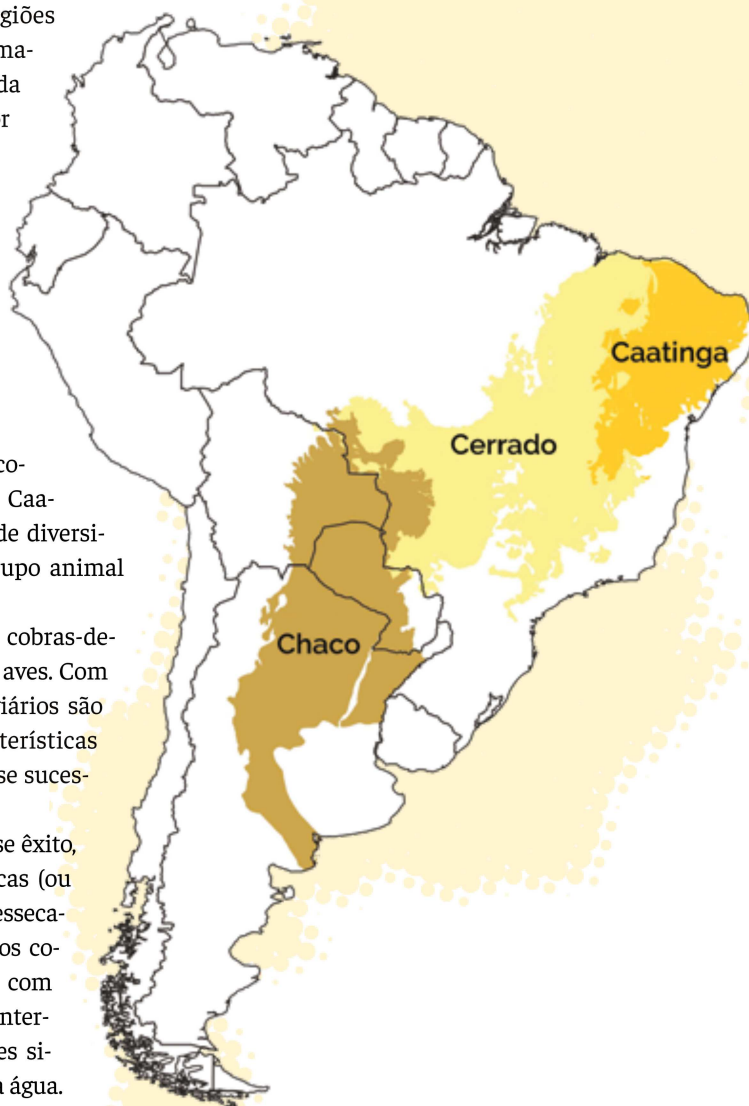 giões
ma-
da
or
co-
Caa-
de diversi-
upo animal
cobras-de-
aves. Com
iários são
terísticas
se suces-
se êxito,
cas (ou
esseca-
os co-
com
nter-
es si-
a água.
Caatinga
Cerrado
Chaco